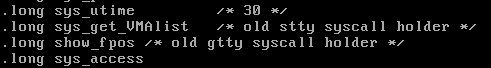 .long sys_utime /* 30 */
.long sys_get_VMAlist /* old stty syscall holder */
.long show_fpos /* old gtty syscall holder */
.long sys_access